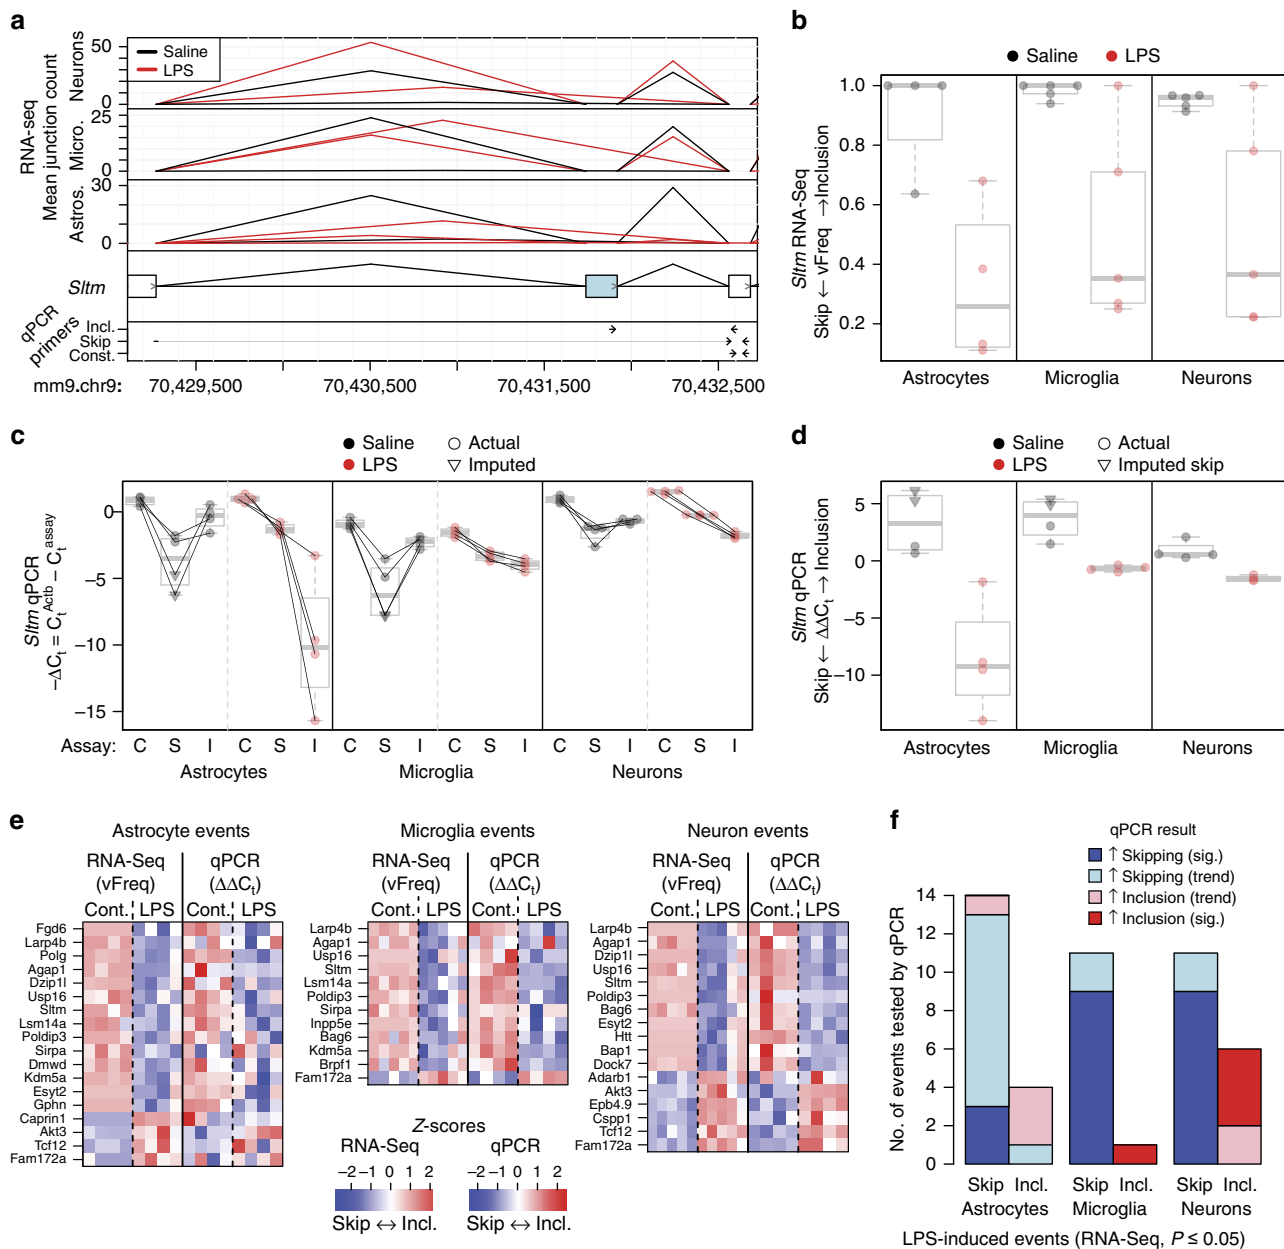 a
Saline
LPS
RNA-seq
Mean junction count
Neurons
50
0
Micro.
25
0
Astros.
30
0
Sltm
qPCR
primers
Incl.
Skip
Const.
mm9.chr9:
70,429,500
70,430,500
70,431,500
70,432,500
b
Saline
LPS
Sltm RNA-Seq
Skip ← vFreq → Inclusion
1.0
0.8
0.6
0.4
0.2
Astrocytes
Microglia
Neurons
c
Saline
LPS
Actual
Imputed
Sltm qPCR
−ΔCt = Ct^Actb − Ct^assay
0
−5
−10
−15
Assay:
C S I C S I C S I C S I C S I C S I
Astrocytes
Microglia
Neurons
d
Saline
LPS
Actual
Imputed skip
Sltm qPCR
Skip ← ΔΔCt → Inclusion
5
0
−5
−10
Astrocytes
Microglia
Neurons
e
Astrocyte events
RNA-Seq
(vFreq)
qPCR
(ΔΔCt)
Cont. LPS Cont. LPS
Fgd6
Larp4b
Polg
Agap1
Dzip1l
Usp16
Sltm
Lsm14a
Poldip3
Sirpa
Dmwd
Kdm5a
Esyt2
Gphn
Caprin1
Akt3
Tcf12
Fam172a
Microglia events
RNA-Seq
(vFreq)
qPCR
(ΔΔCt)
Cont. LPS Cont. LPS
Larp4b
Agap1
Usp16
Sltm
Lsm14a
Poldip3
Sirpa
Inpp5e
Bag6
Kdm5a
Brpf1
Fam172a
Z-scores
RNA-Seq
qPCR
−2 −1 0 1 2
−2 −1 0 1 2
Skip ↔ Incl.
Skip ↔ Incl.
Neuron events
RNA-Seq
(vFreq)
qPCR
(ΔΔCt)
Cont. LPS Cont. LPS
Larp4b
Agap1
Dzip1l
Usp16
Sltm
Poldip3
Bag6
Esyt2
Htt
Bap1
Dock7
Adarb1
Akt3
Epb4.9
Cspp1
Tcf12
Fam172a
f
qPCR result
↑ Skipping (sig.)
↑ Skipping (trend)
↑ Inclusion (trend)
↑ Inclusion (sig.)
No. of events tested by qPCR
14
12
10
8
6
4
2
0
Skip Incl. Skip Incl. Skip Incl.
Astrocytes Microglia Neurons
LPS-induced events (RNA-Seq, P ≤ 0.05)